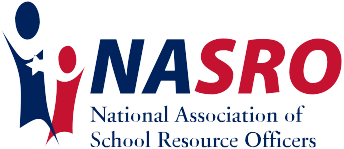 NASRO
National Association of
School Resource Officers